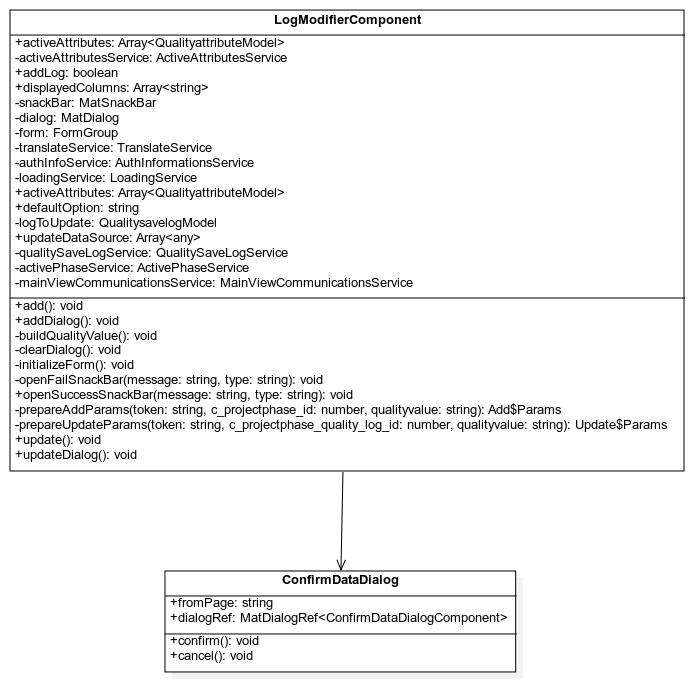 LogModifierComponent
+activeAttributes: Array<QualityattributeModel>
-activeAttributesService: ActiveAttributesService
+addLog: boolean
+displayedColumns: Array<string>
-snackBar: MatSnackBar
-dialog: MatDialog
-form: FormGroup
-translateService: TranslateService
-authInfoService: AuthInformationsService
-loadingService: LoadingService
+activeAttributes: Array<QualityattributeModel>
+defaultOption: string
-logToUpdate: QualitysavelogModel
+updateDataSource: Array<any>
-qualitySaveLogService: QualitySaveLogService
-activePhaseService: ActivePhaseService
-mainViewCommunicationsService: MainViewCommunicationsService
+add(): void
+addDialog(): void
-buildQualityValue(): void
-clearDialog(): void
-initializeForm(): void
-openFailSnackBar(message: string, type: string): void
+openSuccessSnackBar(message: string, type: string): void
-prepareAddParams(token: string, c_projectphase_id: number, qualityvalue: string): Add$Params
-prepareUpdateParams(token: string, c_projectphase_quality_log_id: number, qualityvalue: string): Update$Params
+update(): void
+updateDialog(): void
ConfirmDataDialog
+fromPage: string
+dialogRef: MatDialogRef<ConfirmDataDialogComponent>
+confirm(): void
+cancel(): void